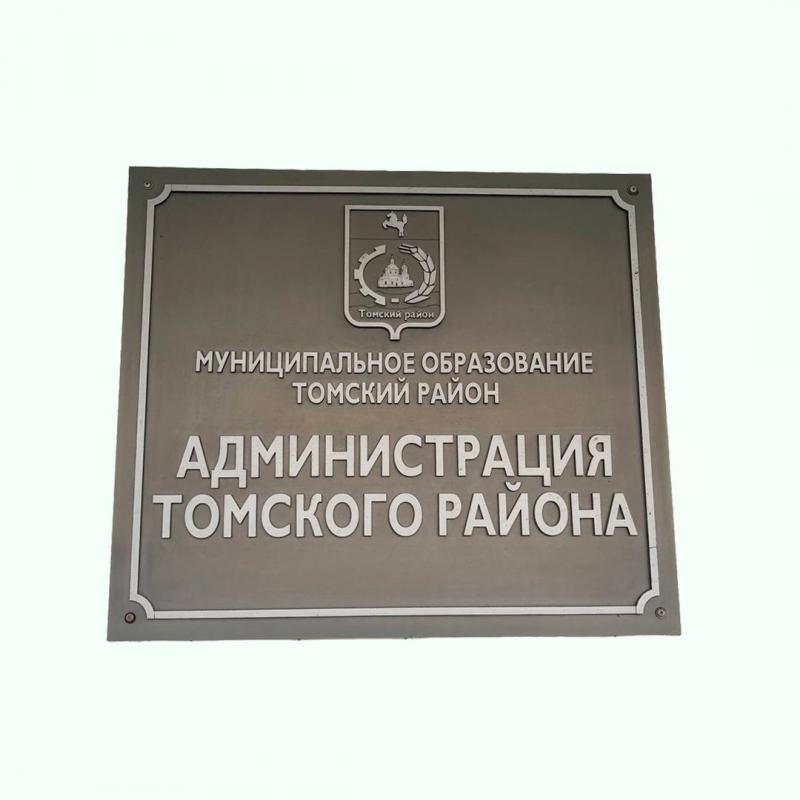 Томский район
МУНИЦИПАЛЬНОЕ ОБРАЗОВАНИЕ
ТОМСКИЙ РАЙОН
АДМИНИСТРАЦИЯ
ТОМСКОГО РАЙОНА